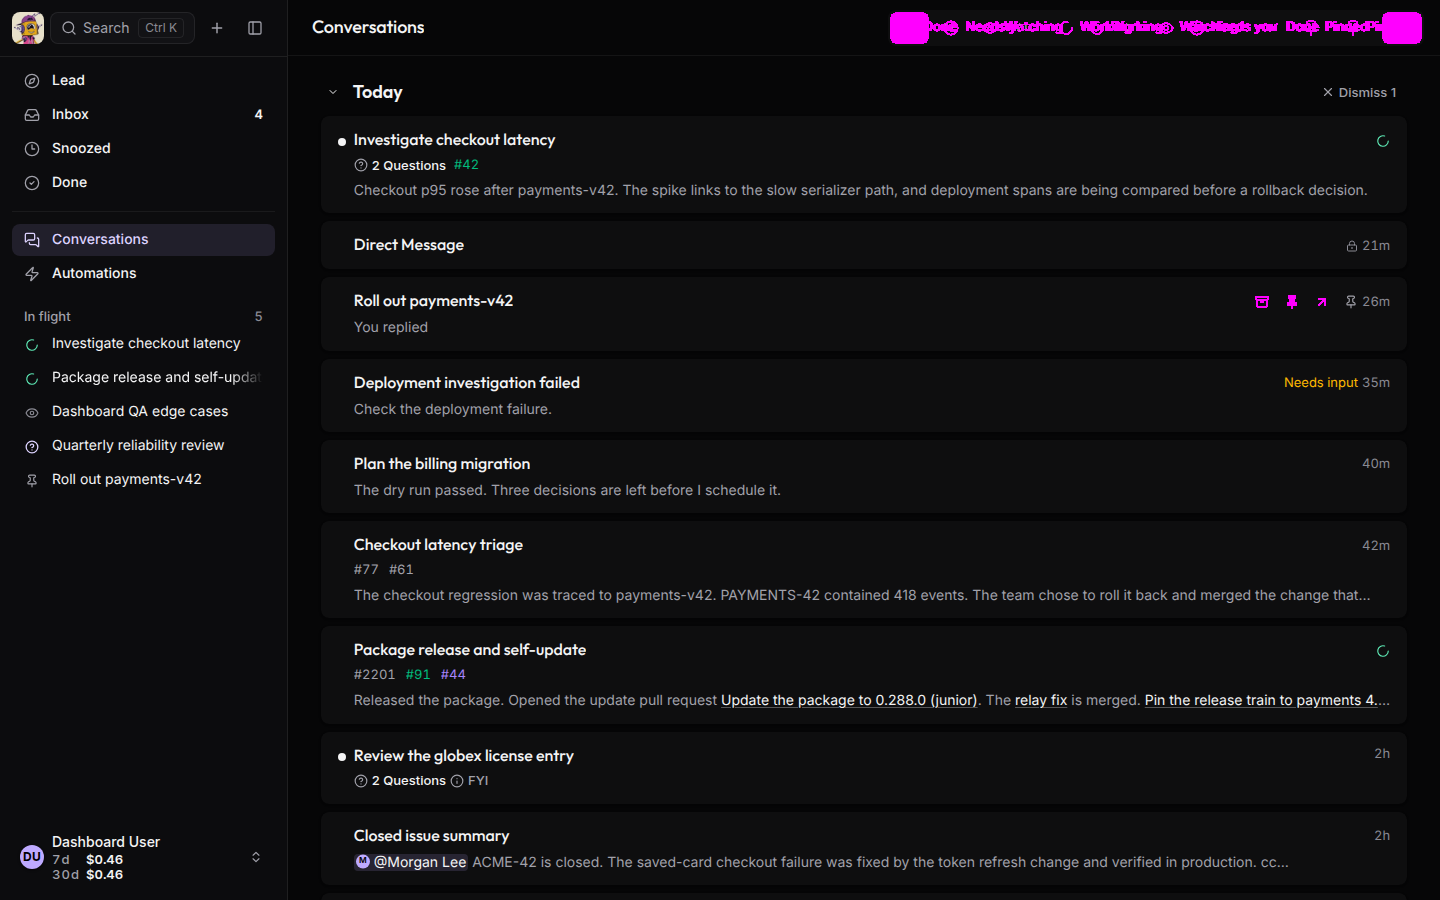 Search Ctrl K
Lead
Inbox 4
Snoozed
Done
Conversations
Automations
In flight 5
Investigate checkout latency
Package release and self-updat
Dashboard QA edge cases
Quarterly reliability review
Roll out payments-v42
DU Dashboard User
7d $0.46
30d $0.46
Conversations
Today Dismiss 1
Investigate checkout latency
2 Questions #42
Checkout p95 rose after payments-v42. The spike links to the slow serializer path, and deployment spans are being compared before a rollback decision.
Direct Message 21m
Roll out payments-v42 26m
You replied
Deployment investigation failed Needs input 35m
Check the deployment failure.
Plan the billing migration 40m
The dry run passed. Three decisions are left before I schedule it.
Checkout latency triage 42m
#77 #61
The checkout regression was traced to payments-v42. PAYMENTS-42 contained 418 events. The team chose to roll it back and merged the change that...
Package release and self-update
#2201 #91 #44
Released the package. Opened the update pull request Update the package to 0.288.0 (junior). The relay fix is merged. Pin the release train to payments 4....
Review the globex license entry 2h
2 Questions FYI
Closed issue summary 2h
M @Morgan Lee ACME-42 is closed. The saved-card checkout failure was fixed by the token refresh change and verified in production. cc...